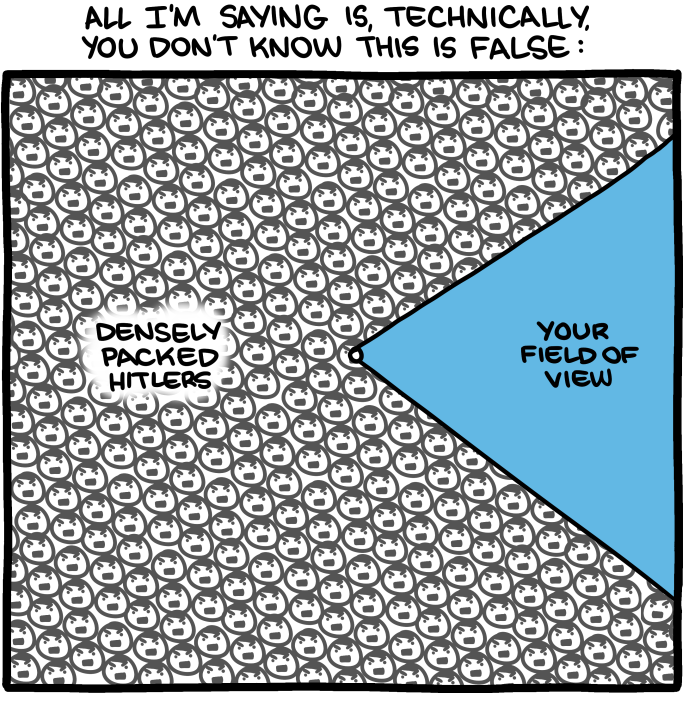 ALL I'M SAYING IS, TECHNICALLY,
YOU DON'T KNOW THIS IS FALSE:
DENSELY
PACKED
HITLERS
YOUR
FIELD OF
VIEW